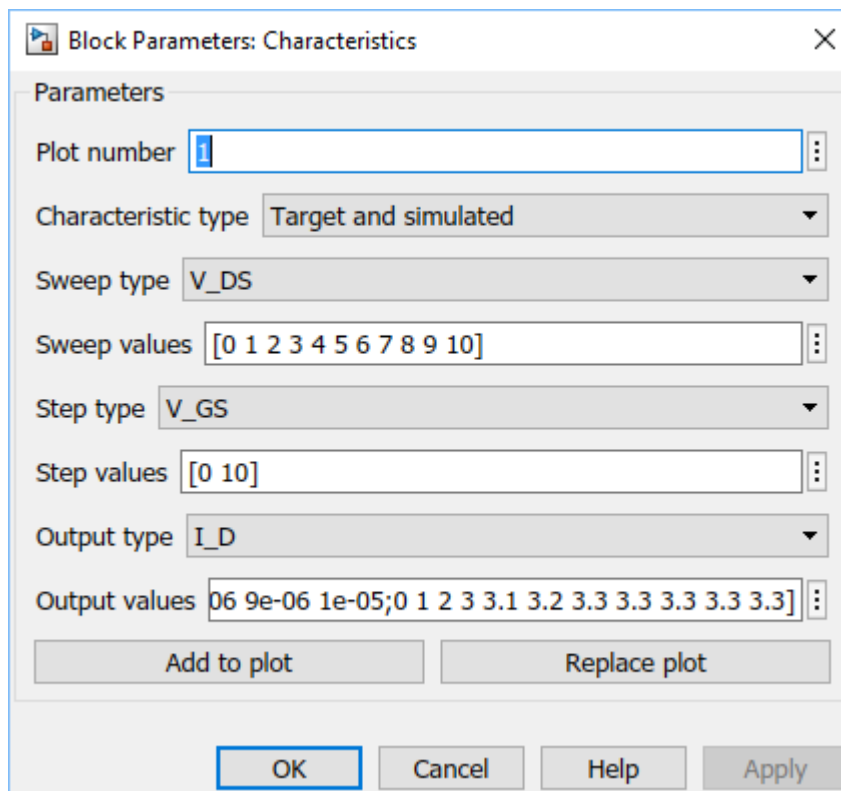 Block Parameters: Characteristics
Parameters
Plot number 1
Characteristic type Target and simulated
Sweep type V_DS
Sweep values [0 1 2 3 4 5 6 7 8 9 10]
Step type V_GS
Step values [0 10]
Output type I_D
Output values 06 9e-06 1e-05;0 1 2 3 3.1 3.2 3.3 3.3 3.3 3.3 3.3]
Add to plot Replace plot
OK Cancel Help Apply